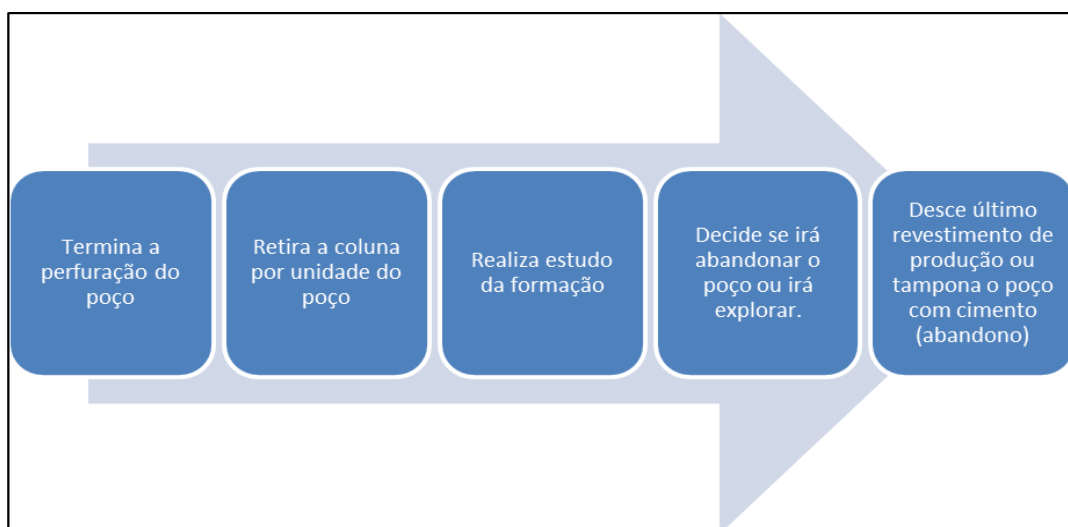 Termina a
perfuração do
poço
Retira a coluna
por unidade do
poço
Realiza estudo
da formação
Decide se irá
abandonar o
poço ou irá
explorar.
Desce último
revestimento de
produção ou
tampona o poço
com cimento
(abandono)